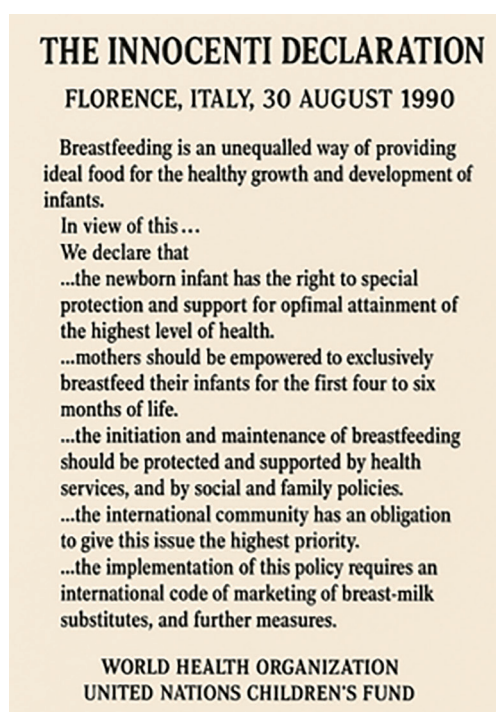 THE INNOCENTI DECLARATION
FLORENCE, ITALY, 30 AUGUST 1990
Breastfeeding is an unequalled way of providing
ideal food for the healthy growth and development of
infants.
In view of this...
We declare that
...the newborn infant has the right to special
protection and support for opfimal attainment of
the highest level of health.
...mothers should be empowered to exclusively
breastfeed their infants for the first four to six
months of life.
...the initiation and maintenance of breastfeeding
should be protected and supported by health
services, and by social and family policies.
...the international community has an obligation
to give this issue the highest priority.
...the implementation of this policy requires an
international code of marketing of breast-milk
substitutes, and further measures.
WORLD HEALTH ORGANIZATION
UNITED NATIONS CHILDREN'S FUND